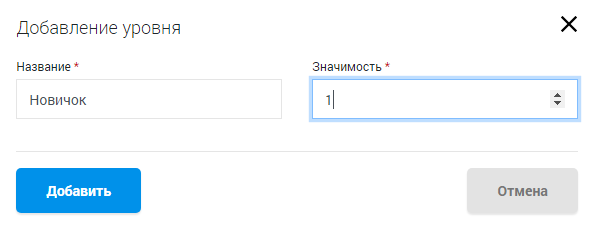 Добавление уровня
Название * Значимость *
Новичок 1
Добавить Отмена